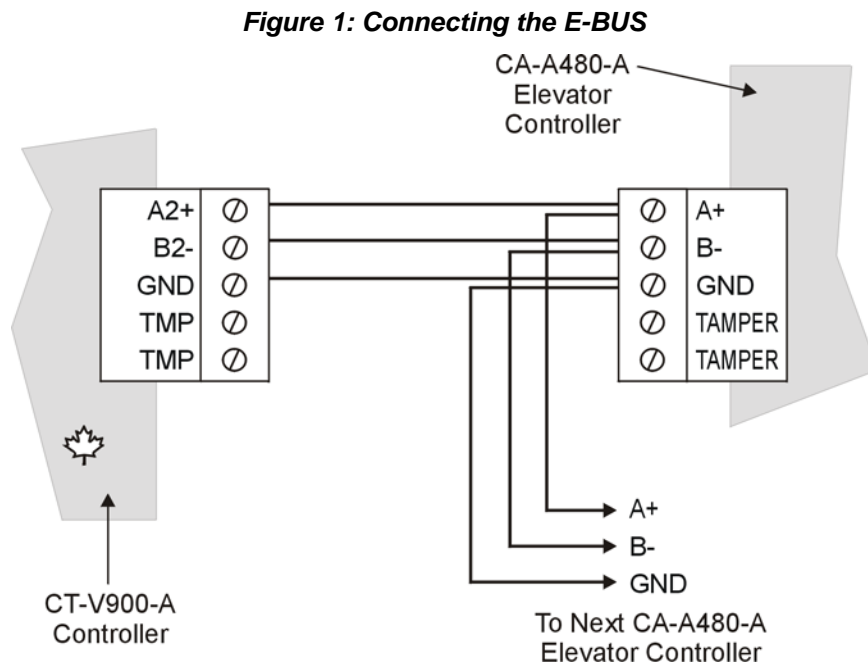 Figure 1: Connecting the E-BUS
CA-A480-A
Elevator
Controller
A2+
B2-
GND
TMP
TMP
A+
B-
GND
TAMPER
TAMPER
A+
B-
GND
To Next CA-A480-A
Elevator Controller
CT-V900-A
Controller